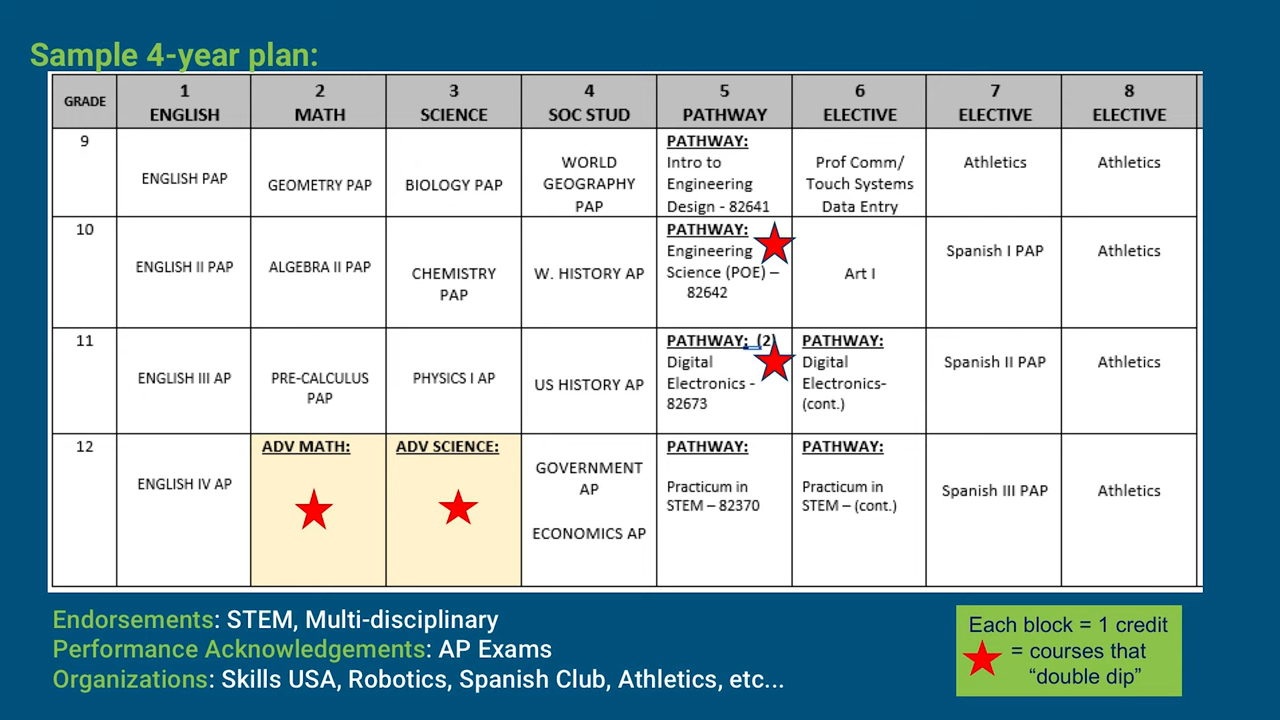 Sample 4-year plan:
GRADE
1
ENGLISH
2
MATH
3
SCIENCE
4
SOC STUD
5
PATHWAY
6
ELECTIVE
7
ELECTIVE
8
ELECTIVE
9
ENGLISH PAP
GEOMETRY PAP
BIOLOGY PAP
WORLD
GEOGRAPHY
PAP
PATHWAY:
Intro to
Engineering
Design - 82641
Prof Comm/
Touch Systems
Data Entry
Athletics
Athletics
10
ENGLISH II PAP
ALGEBRA II PAP
CHEMISTRY
PAP
W. HISTORY AP
PATHWAY:
Engineering
Science (POE) –
82642
Art I
Spanish I PAP
Athletics
11
ENGLISH III AP
PRE-CALCULUS
PAP
PHYSICS I AP
US HISTORY AP
PATHWAY: (2)
Digital
Electronics -
82673
PATHWAY:
Digital
Electronics-
(cont.)
Spanish II PAP
Athletics
12
ENGLISH IV AP
ADV MATH:
ADV SCIENCE:
GOVERNMENT
AP
ECONOMICS AP
PATHWAY:
Practicum in
STEM – 82370
PATHWAY:
Practicum in
STEM – (cont.)
Spanish III PAP
Athletics
Endorsements: STEM, Multi-disciplinary
Performance Acknowledgements: AP Exams
Organizations: Skills USA, Robotics, Spanish Club, Athletics, etc...
Each block = 1 credit
= courses that
“double dip”